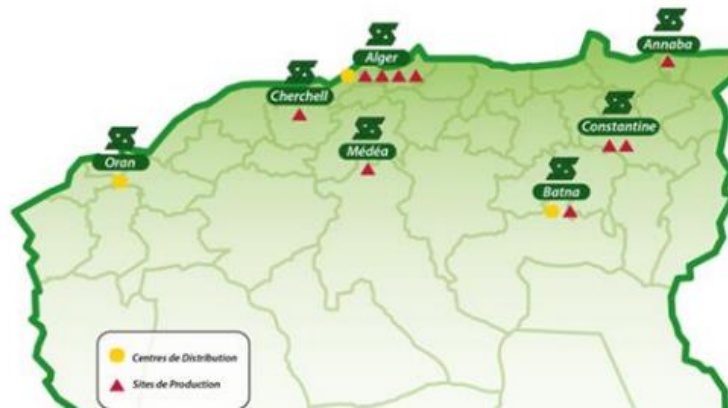 Annaba
Alger
Cherchell
Constantine
Médéa
Oran
Batna
Centres de Distribution
Sites de Production